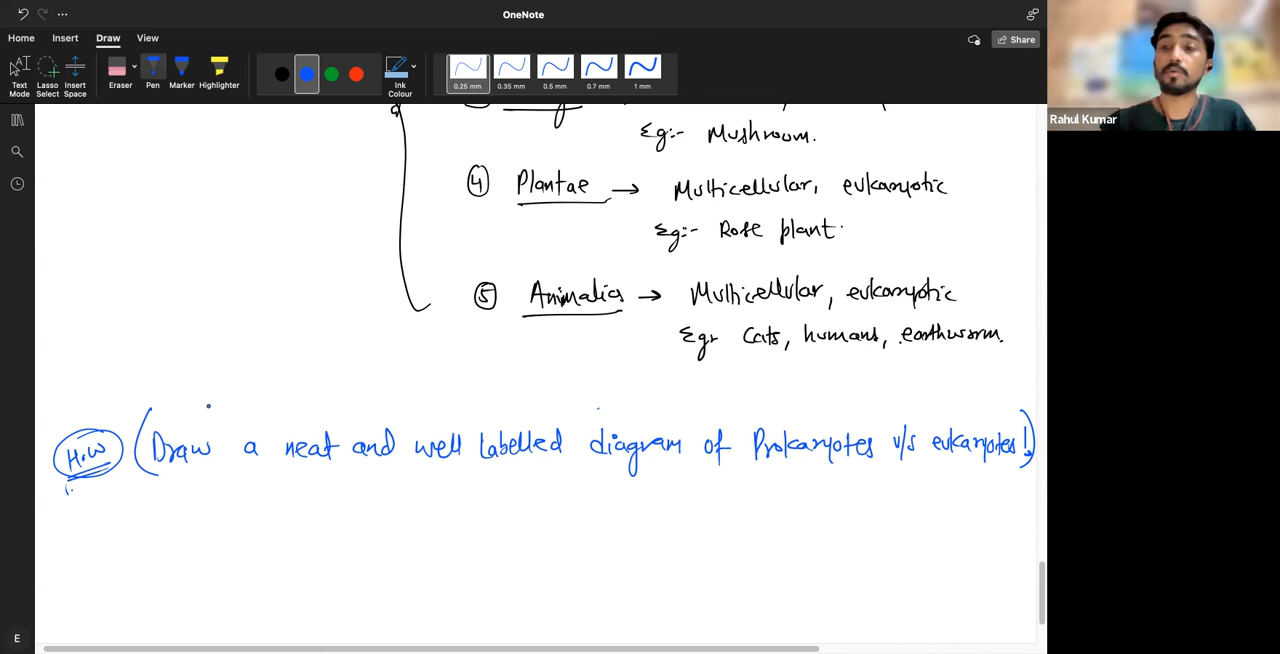 OneNote
Home Insert Draw View
Share
Text Mode
Lasso Select
Insert Space
Eraser
Pen
Marker
Highlighter
Ink Colour
0.25 mm
0.35 mm
0.5 mm
0.7 mm
1 mm
Rahul Kumar
Eg:- Mushroom.
④ Plantae → Multicellular, eukaryotic
Eg:- Rose plant.
⑤ Animalia → Multicellular, eukaryotic
Eg:- Cats, humans, earthworm.
H.W (Draw a neat and well labelled diagram of Prokaryotes v/s eukaryotes!)
E